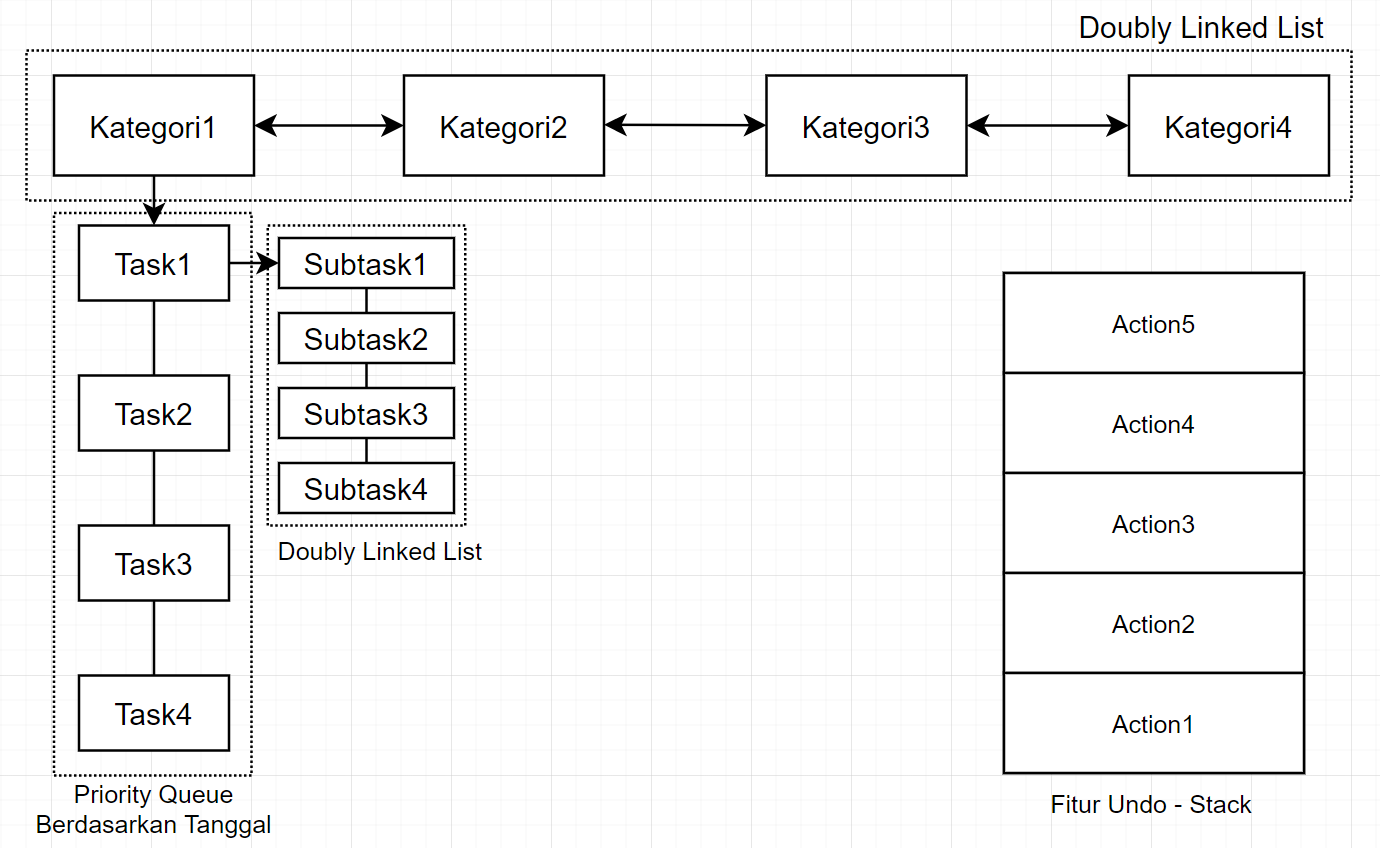 Doubly Linked List
Kategori1
Kategori2
Kategori3
Kategori4
Task1
Task2
Task3
Task4
Priority Queue
Berdasarkan Tanggal
Subtask1
Subtask2
Subtask3
Subtask4
Doubly Linked List
Action5
Action4
Action3
Action2
Action1
Fitur Undo - Stack